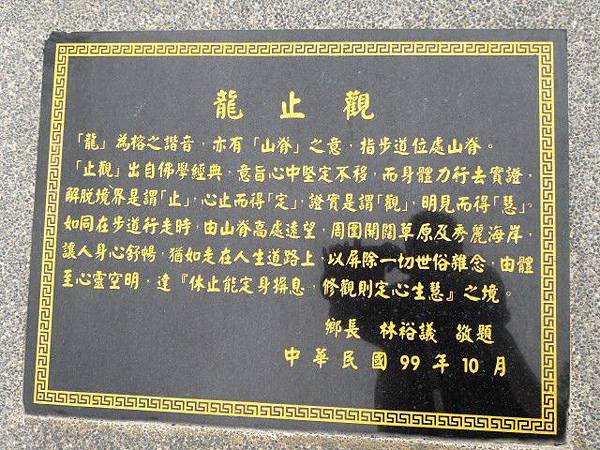 龍止觀
「龍」為榕之諧音，亦有「山脊」之意，指步道位處山脊。
「止觀」出自佛學經典，意旨心中堅定不移，而身體力行去實證，
解脫境界是謂「止」，心止而得「定」，證實是謂「觀」，明見而得「慧」。
如同在步道行走時，由山脊高處遠望，周圍開闊草原及秀麗海岸，
讓人身心舒暢，猶如走在人生道路上，以屏除一切世俗雜念，由體
至心靈空明，達『休止能定身摒息，修觀則定心生慧』之境。
鄉長 林裕議 敬題
中華民國99年10月